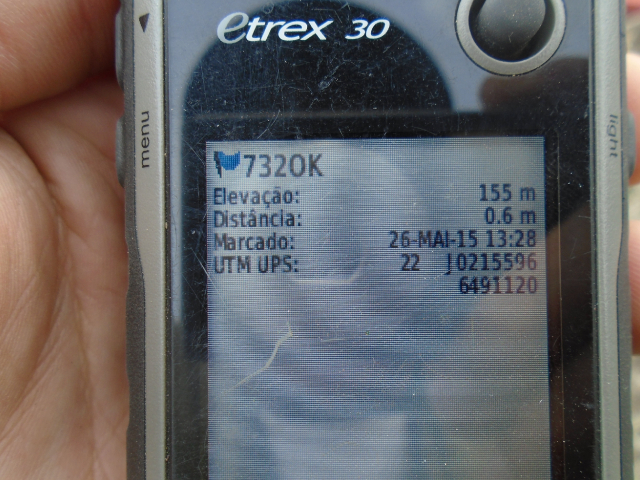 etrex 30
menu
light
732OK
Elevação: 155 m
Distância: 0.6 m
Marcado: 26-MAI-15 13:28
UTM UPS: 22 J0215596
6491120